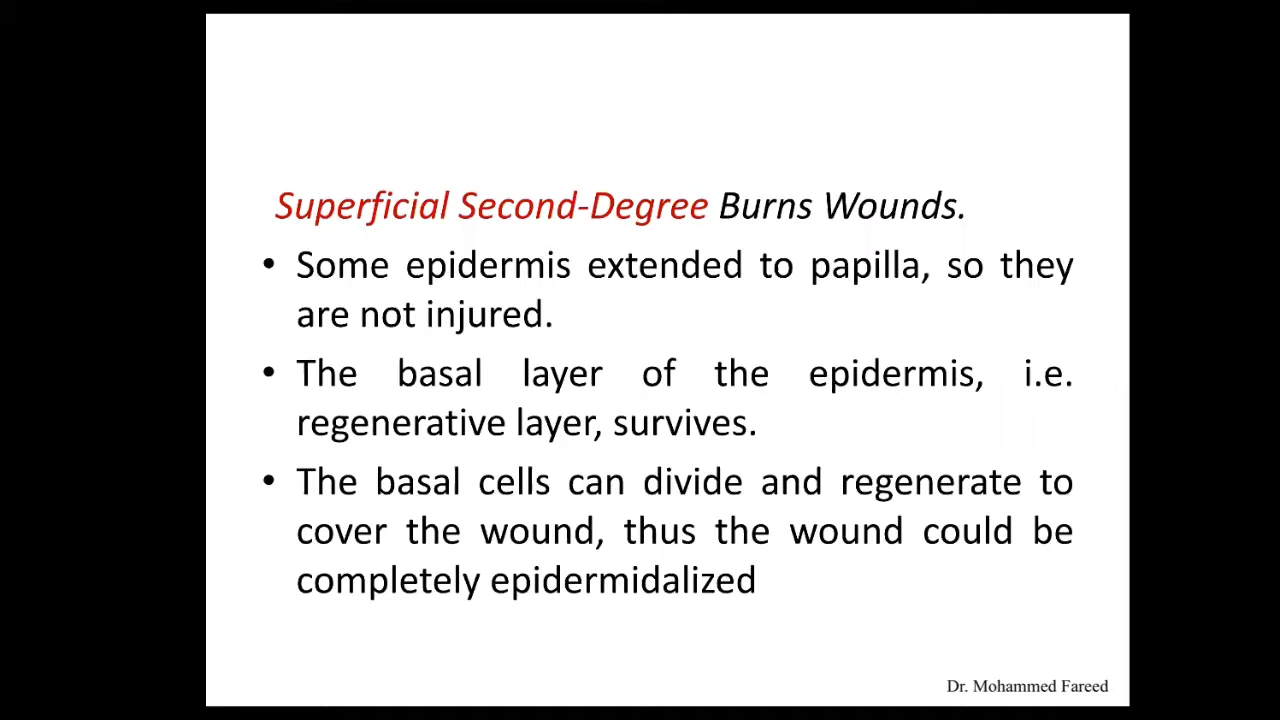 Superficial Second-Degree Burns Wounds.
• Some epidermis extended to papilla, so they
are not injured.
• The basal layer of the epidermis, i.e.
regenerative layer, survives.
• The basal cells can divide and regenerate to
cover the wound, thus the wound could be
completely epidermidalized
Dr. Mohammed Fareed